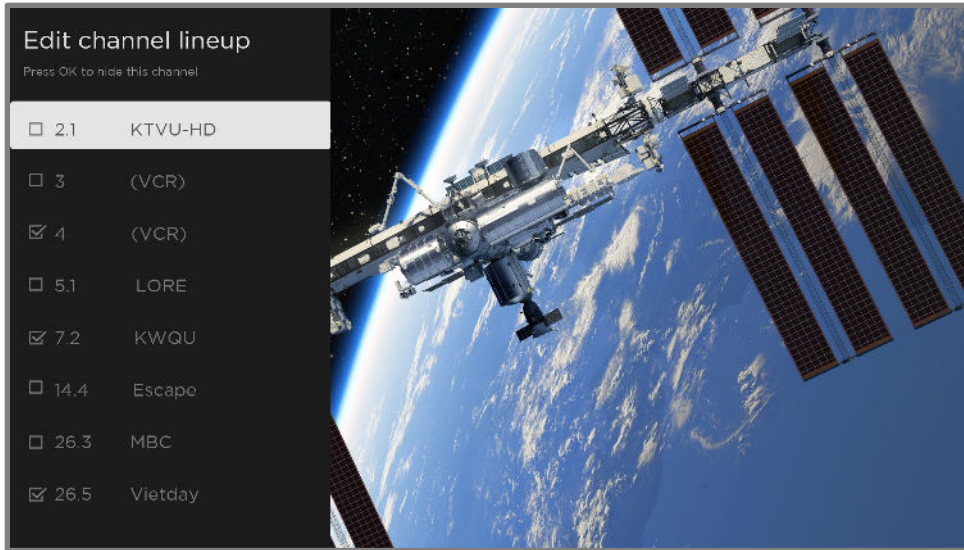 Edit channel lineup
Press OK to hide this channel
2.1 KTVU-HD
3 (VCR)
4 (VCR)
5.1 LORE
7.2 KWQU
14.4 Escape
26.3 MBC
26.5 Vietday